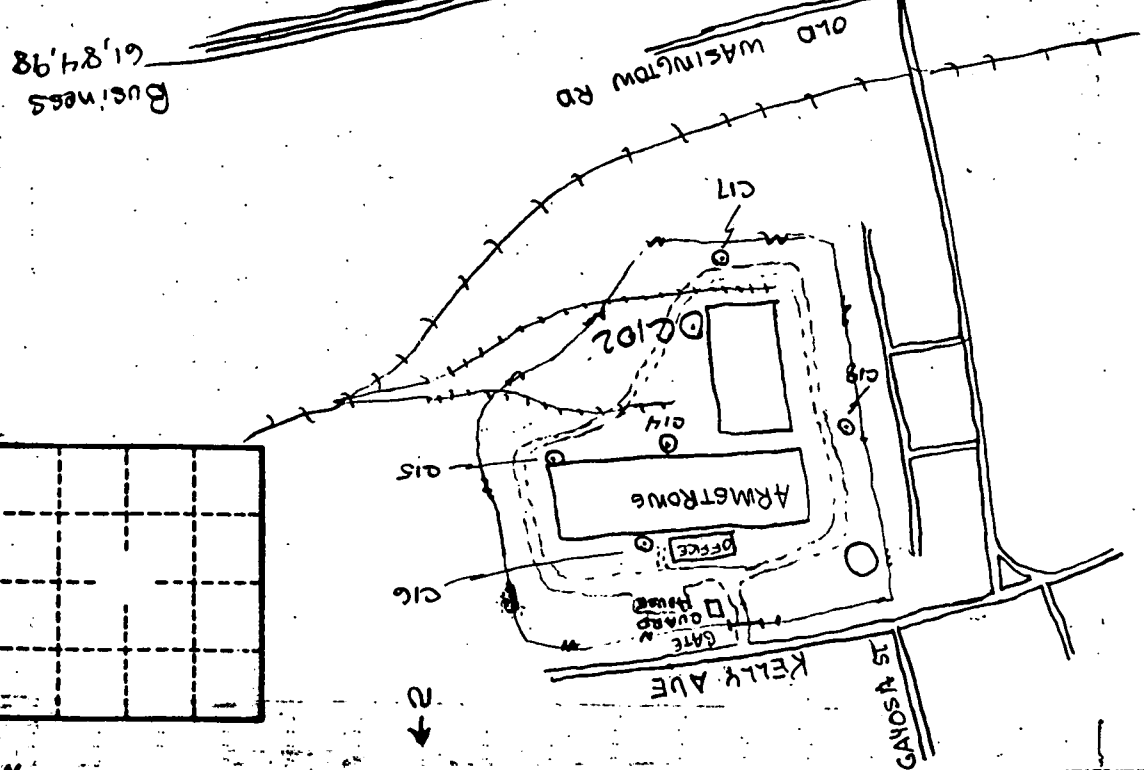 N
GAYOSA ST
KELLY AVE
GATE
GUARD
HOUSE
C16
OFFICE
ARMSTRONG
C15
C14
C18
C102
C17
OLD WASINGTON RD
Business
61,84,98